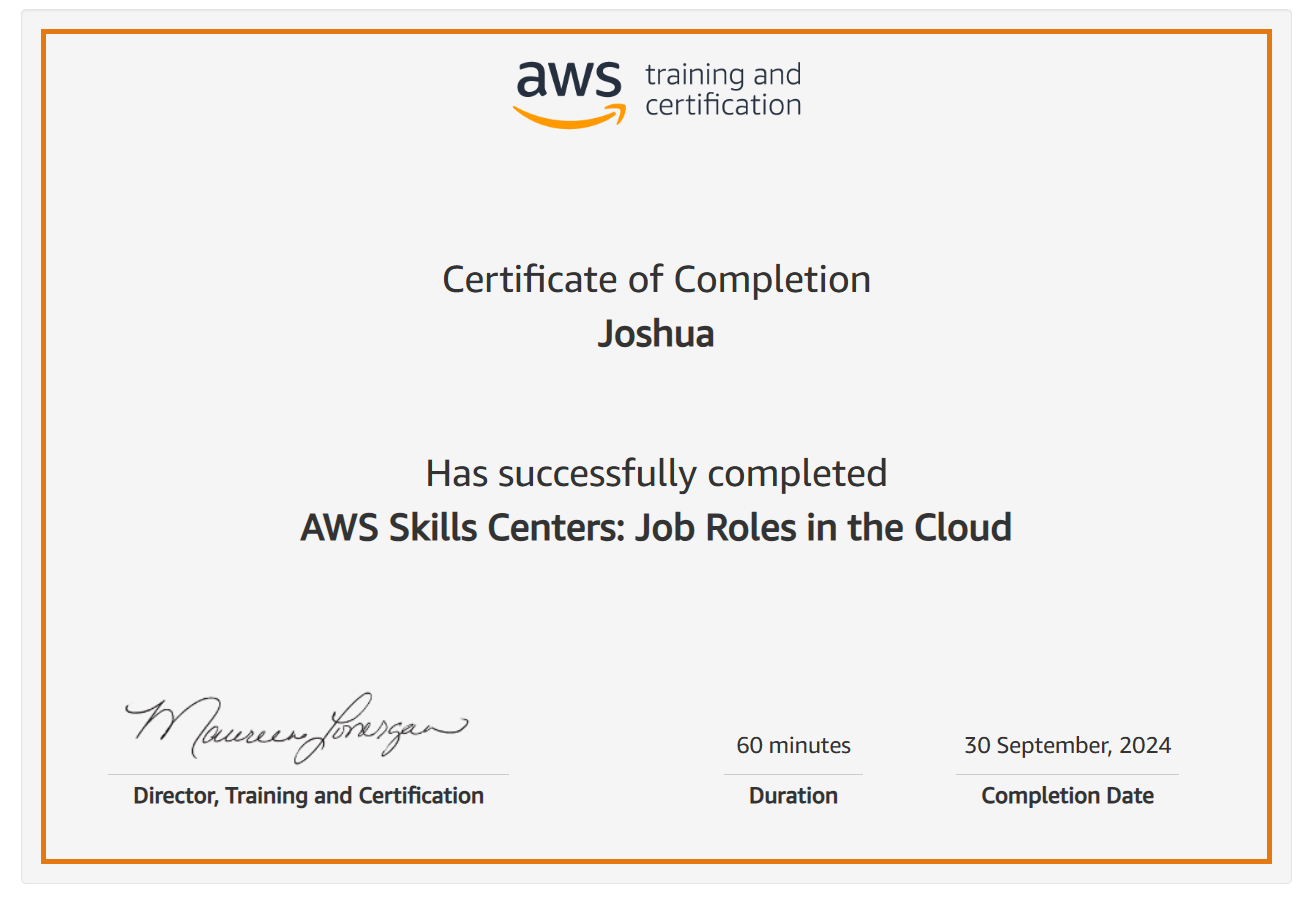 aws training and
certification
Certificate of Completion
Joshua
Has successfully completed
AWS Skills Centers: Job Roles in the Cloud
Maureen Lonergan
60 minutes
30 September, 2024
Director, Training and Certification
Duration
Completion Date